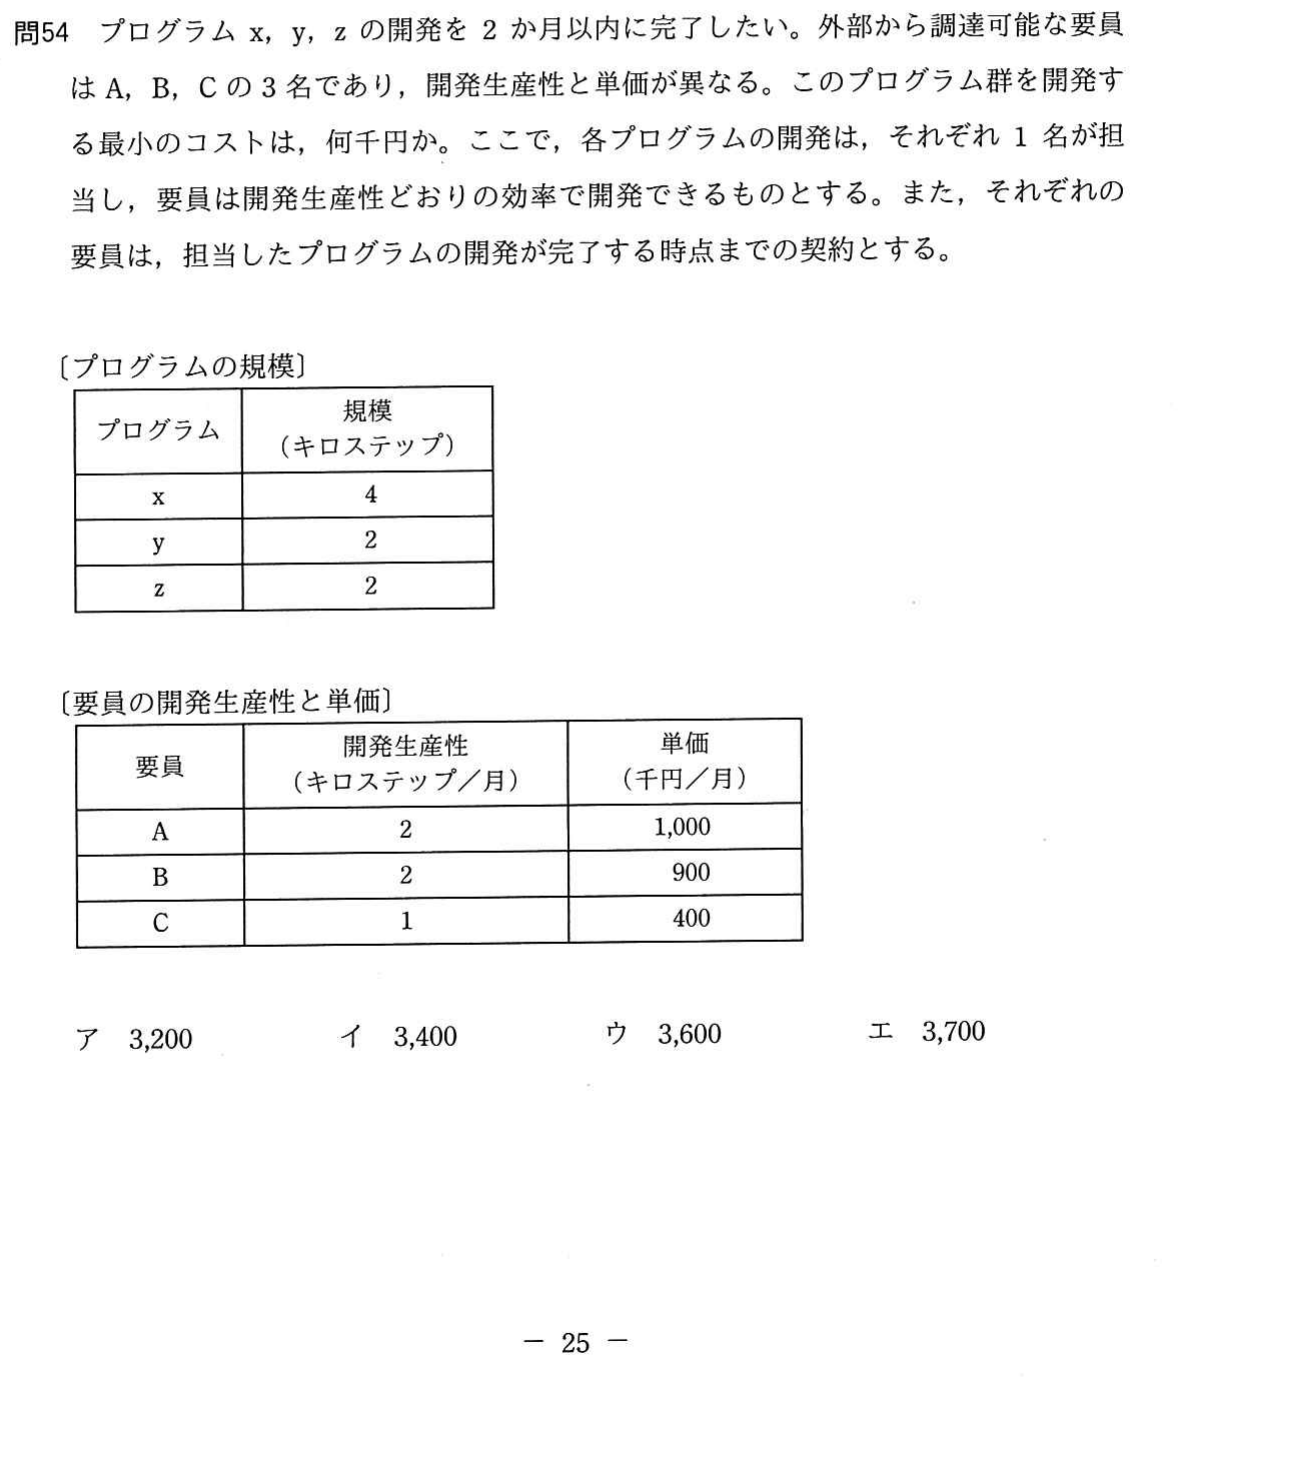 問54 プログラム x，y，z の開発を 2 か月以内に完了したい。外部から調達可能な要員
は A，B，C の 3 名であり，開発生産性と単価が異なる。このプログラム群を開発す
る最小のコストは，何千円か。ここで，各プログラムの開発は，それぞれ 1 名が担
当し，要員は開発生産性どおりの効率で開発できるものとする。また，それぞれの
要員は，担当したプログラムの開発が完了する時点までの契約とする。
〔プログラムの規模〕
プログラム 規模
（キロステップ）
x 4
y 2
z 2
〔要員の開発生産性と単価〕
要員 開発生産性 単価
（キロステップ／月） （千円／月）
A 2 1,000
B 2 900
C 1 400
ア 3,200 イ 3,400 ウ 3,600 エ 3,700
－ 25 －